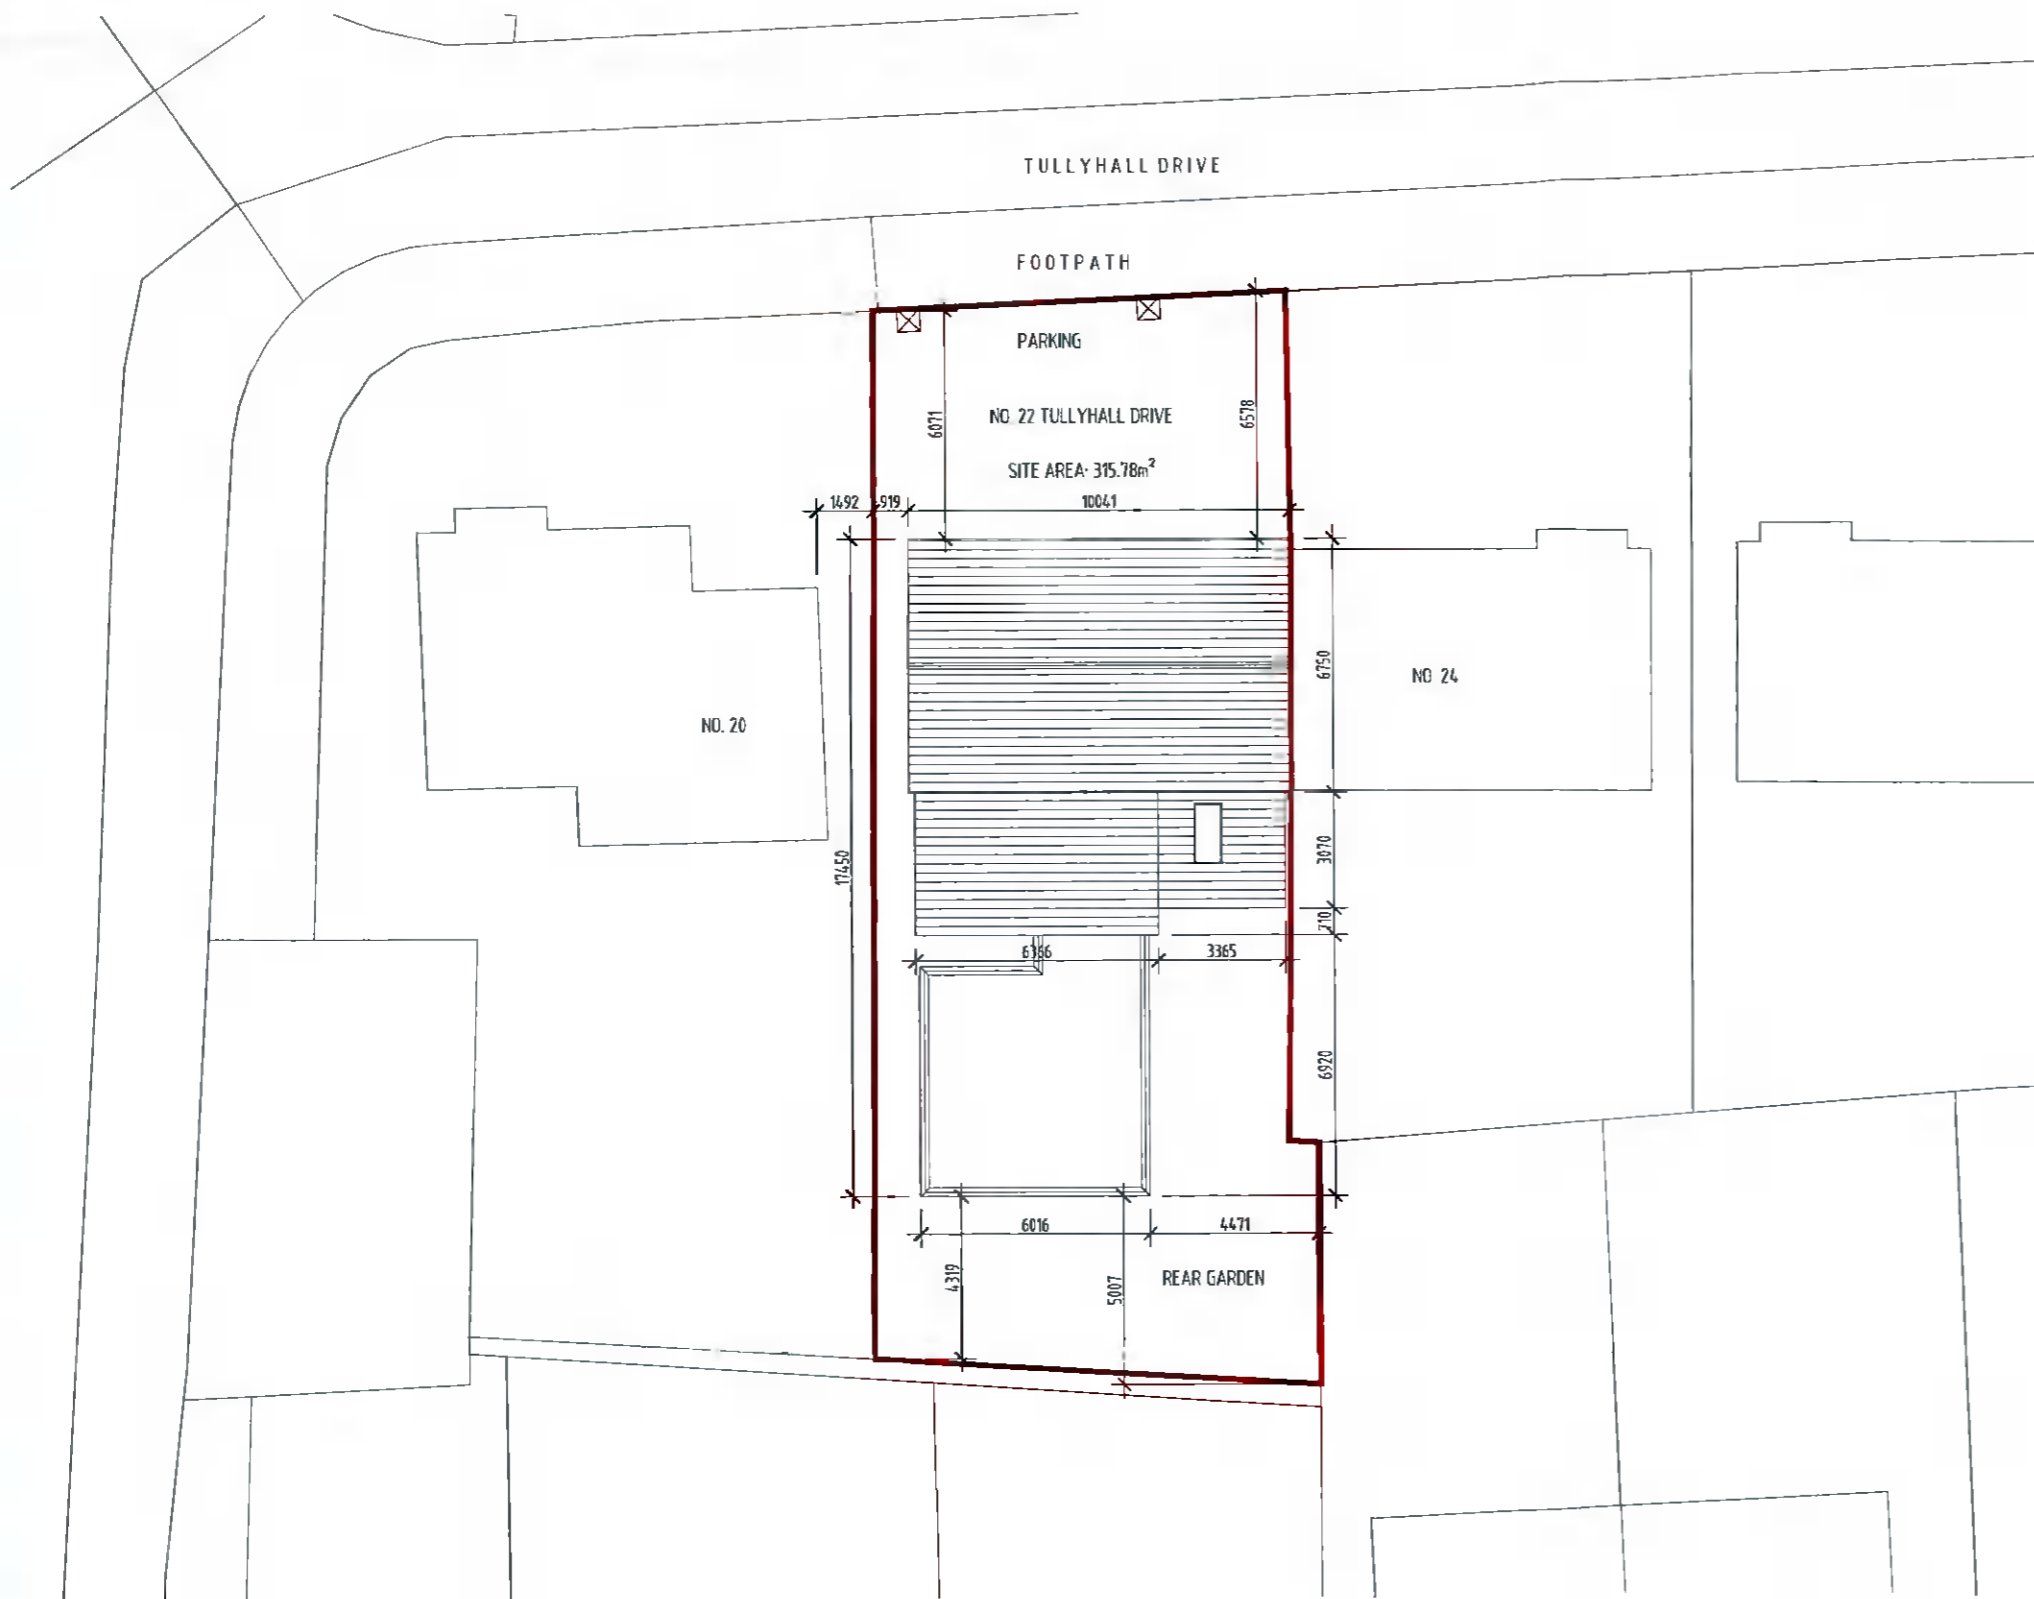 TULLYHALL DRIVE
FOOTPATH
PARKING
6071
NO. 22 TULLYHALL DRIVE
6578
SITE AREA: 315.78m²
1492
919
10041
6750
NO. 24
NO. 20
17450
3070
710
6366
3365
6920
6016
4471
4319
5007
REAR GARDEN